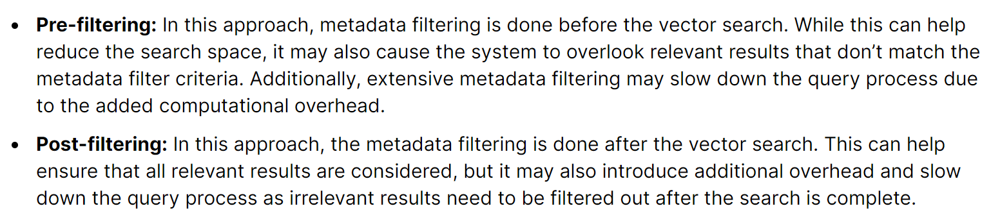 • Pre-filtering: In this approach, metadata filtering is done before the vector search. While this can help
reduce the search space, it may also cause the system to overlook relevant results that don’t match the
metadata filter criteria. Additionally, extensive metadata filtering may slow down the query process due
to the added computational overhead.
• Post-filtering: In this approach, the metadata filtering is done after the vector search. This can help
ensure that all relevant results are considered, but it may also introduce additional overhead and slow
down the query process as irrelevant results need to be filtered out after the search is complete.